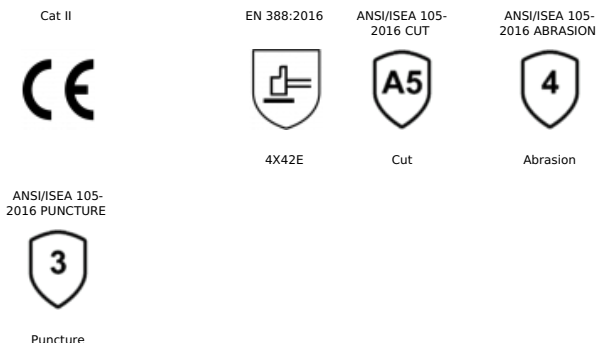 Cat II
CE
EN 388:2016
4X42E
ANSI/ISEA 105-
2016 CUT
A5
Cut
ANSI/ISEA 105-
2016 ABRASION
4
Abrasion
ANSI/ISEA 105-
2016 PUNCTURE
3
Puncture